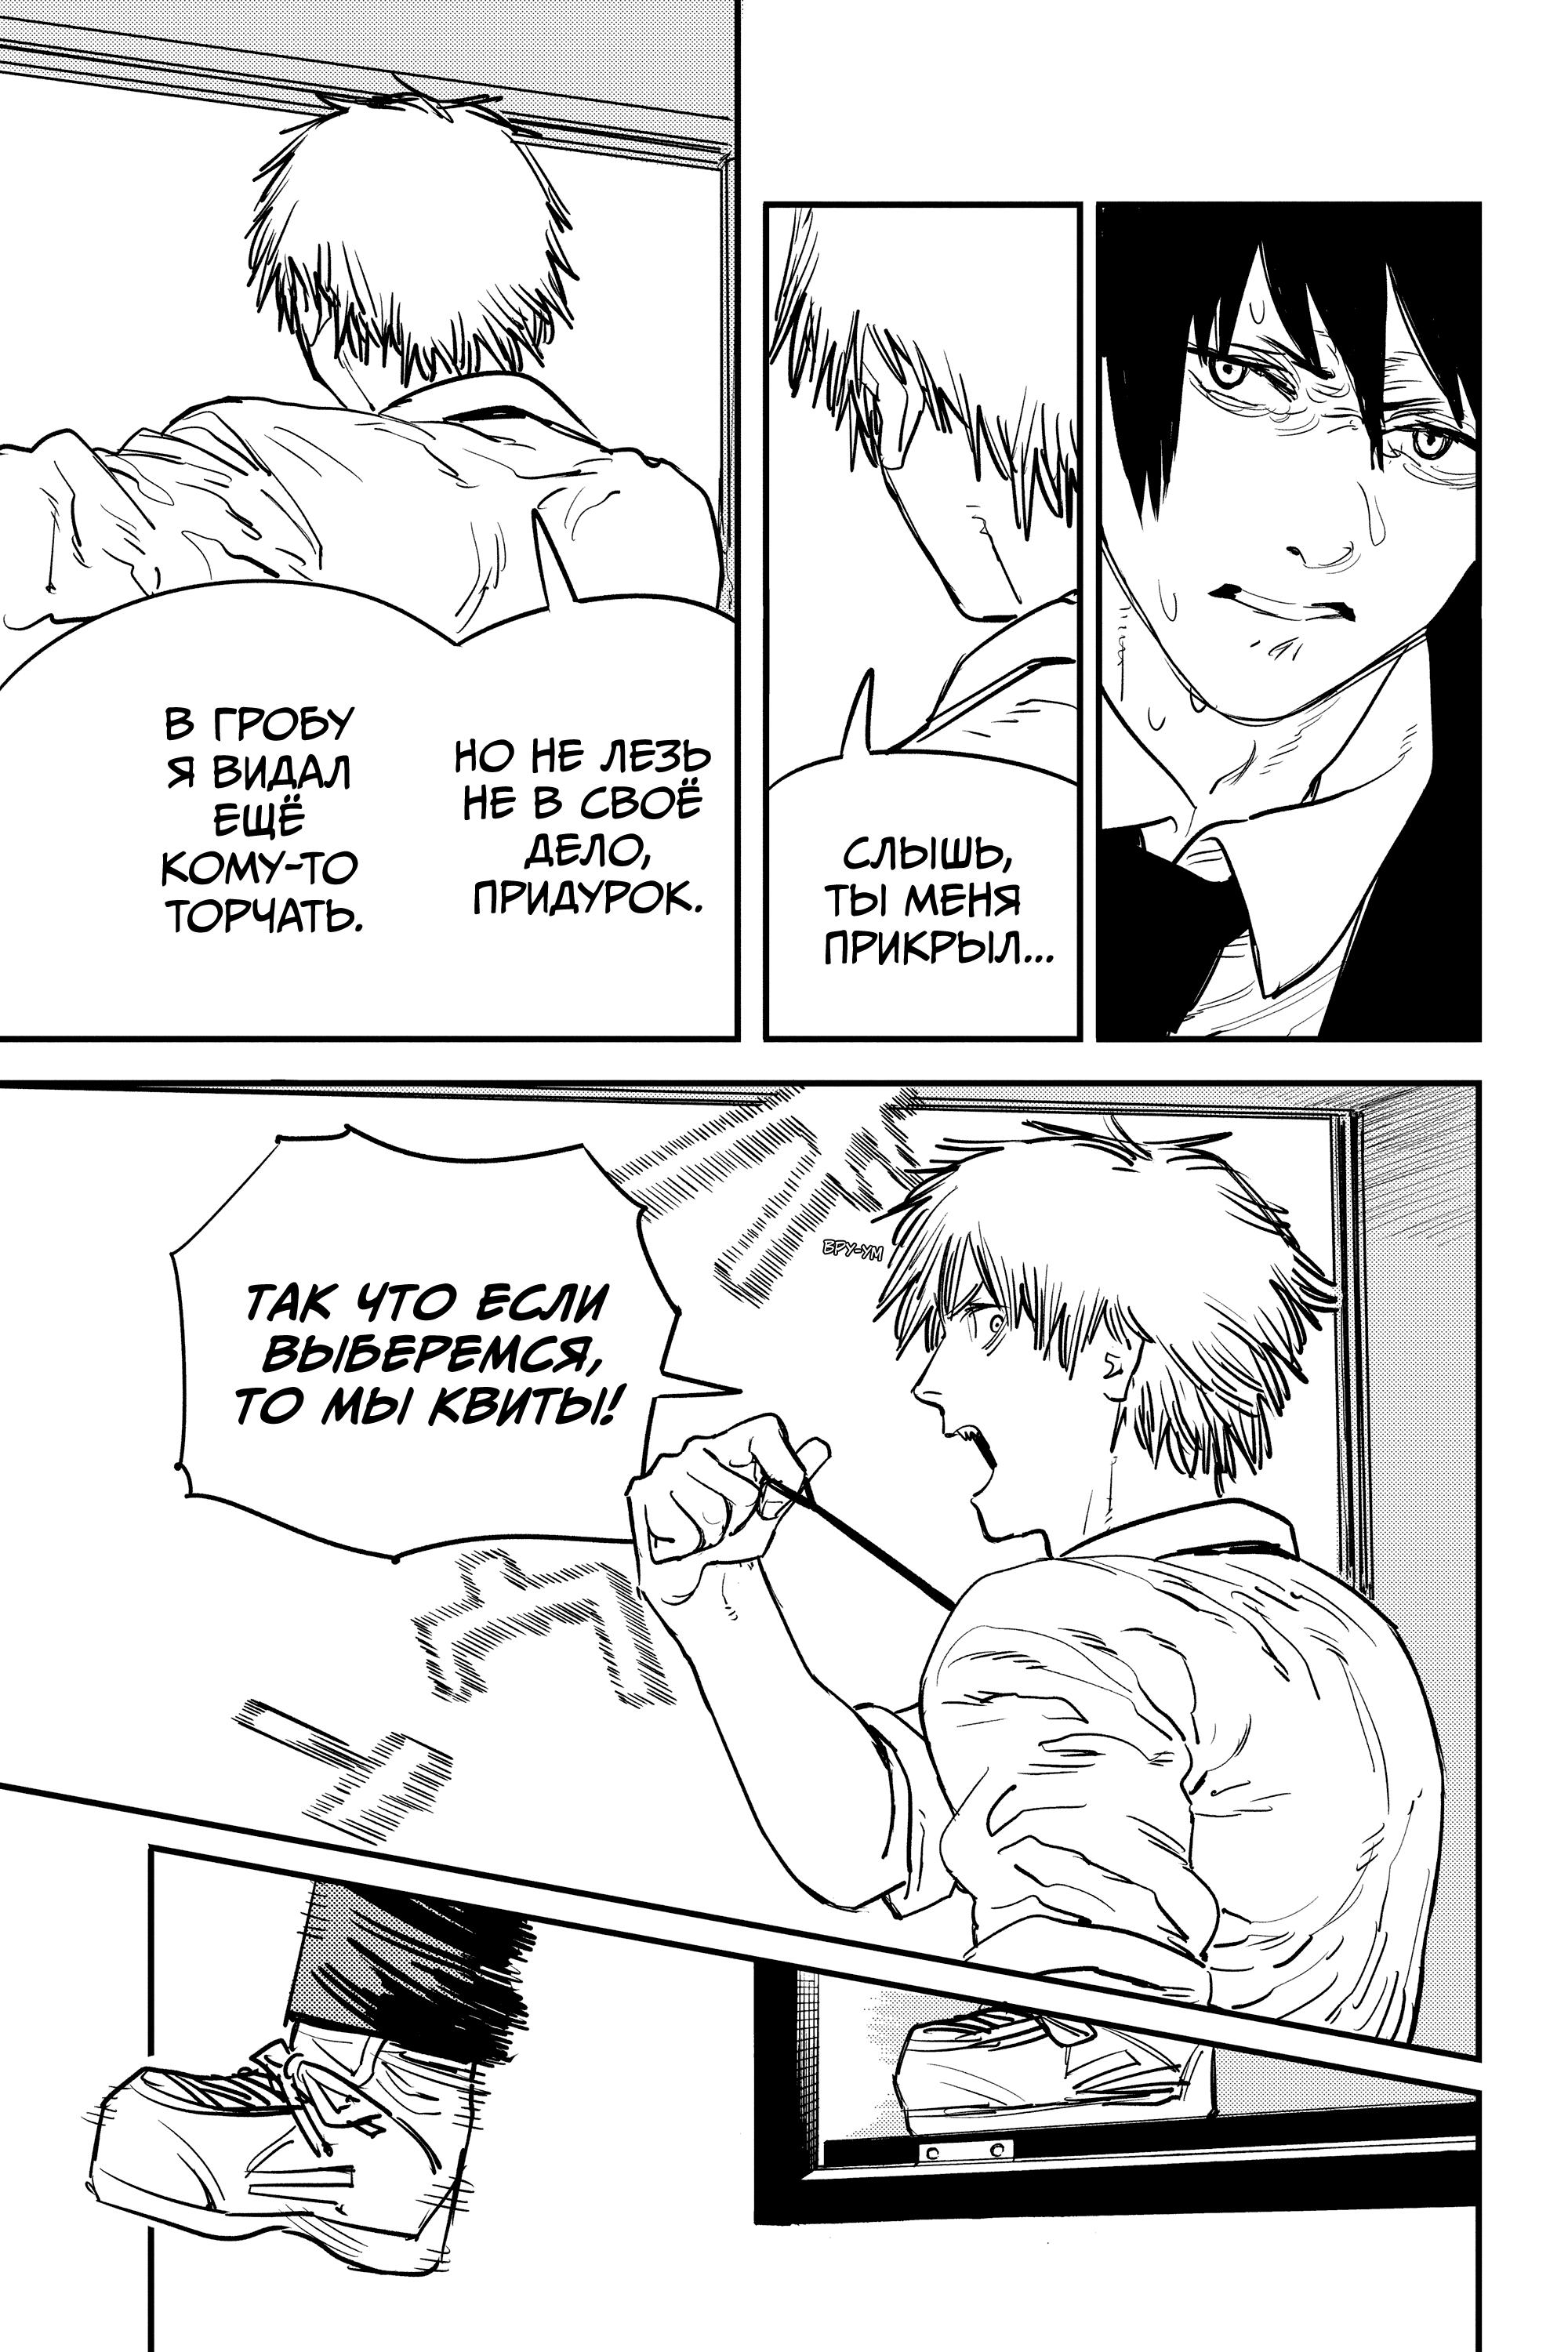 СЛЫШЬ,
ТЫ МЕНЯ
ПРИКРЫЛ...
НО НЕ ЛЕЗЬ
НЕ В СВОЁ
ДЕЛО,
ПРИДУРОК.
В ГРОБУ
Я ВИДАЛ
ЕЩЁ
КОМУ-ТО
ТОРЧАТЬ.
ВРУ-УМ
ТАК ЧТО ЕСЛИ
ВЫБЕРЕМСЯ,
ТО МЫ КВИТЫ!